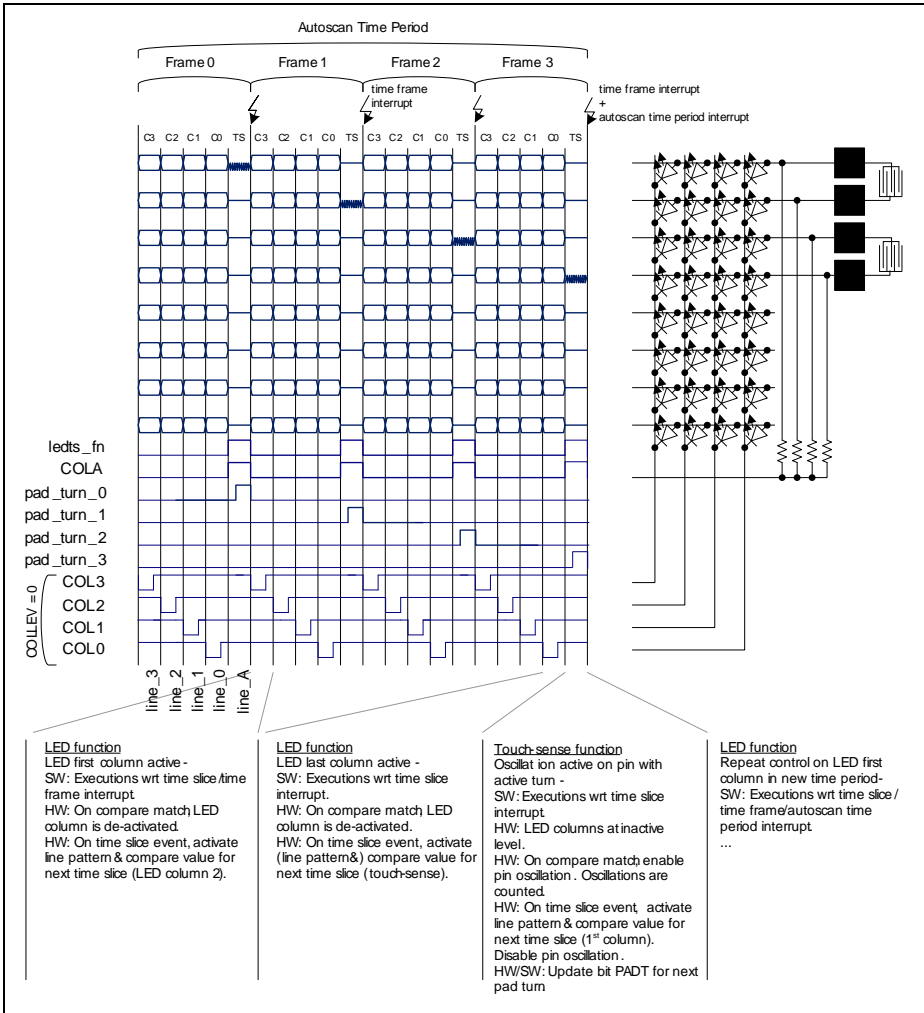 Autoscan Time Period
Frame 0 Frame 1 Frame 2 Frame 3
time frame interrupt
time frame interrupt
+
autoscan time period interrupt
C3 C2 C1 C0 TS C3 C2 C1 C0 TS C3 C2 C1 C0 TS C3 C2 C1 C0 TS
ledts_fn
COLA
pad_turn_0
pad_turn_1
pad_turn_2
pad_turn_3
COLLEV = 0
COL3
COL2
COL1
COL0
line_3
line_2
line_1
line_0
line_A
LED function
LED first column active -
SW: Executions wrt time slice/time
frame interrupt.
HW: On compare match, LED
column is de-activated.
HW: On time slice event, activate
line pattern & compare value for
next time slice (LED column 2).
LED function
LED last column active -
SW: Executions wrt time slice
interrupt.
HW: On compare match, LED
column is de-activated.
HW: On time slice event, activate
(line pattern &) compare value for
next time slice (touch-sense).
Touch-sense function
Oscillation active on pin with
active turn -
SW: Executions wrt time slice
interrupt.
HW: LED columns at inactive
level.
HW: On compare match, enable
pin oscillation. Oscillations are
counted.
HW: On time slice event, activate
line pattern & compare value for
next time slice (1st column).
Disable pin oscillation.
HW/SW: Update bit PADT for next
pad turn
LED function
Repeat control on LED first
column in new time period-
SW: Executions wrt time slice /
time frame/autoscan time
period interrupt.
...